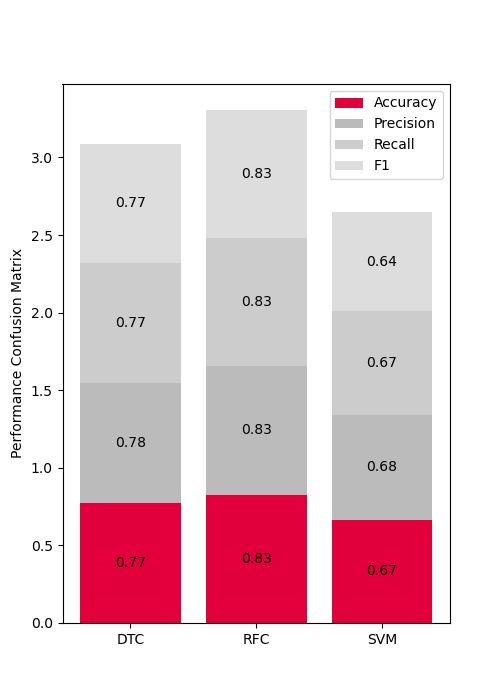 Accuracy
Precision
Recall
F1
Performance Confusion Matrix
3.0
2.5
2.0
1.5
1.0
0.5
0.0
0.77
0.77
0.78
0.77
0.83
0.83
0.83
0.83
0.64
0.67
0.68
0.67
DTC
RFC
SVM